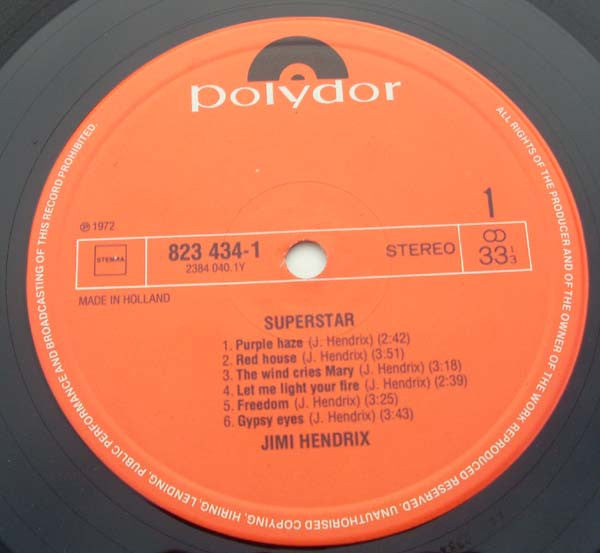 polydor
ALL RIGHTS OF THE PRODUCER AND OF THE OWNER OF THE WORK REPRODUCED RESERVED. UNAUTHORISED COPYING, HIRING, LENDING, PUBLIC PERFORMANCE AND BROADCASTING OF THIS RECORD PROHIBITED.
℗ 1972
1
STEMRA
823 434-1
2384 040.1Y
STEREO
∞
33 1/3
MADE IN HOLLAND
SUPERSTAR
1. Purple haze (J. Hendrix) (2:42)
2. Red house (J. Hendrix) (3:51)
3. The wind cries Mary (J. Hendrix) (3:18)
4. Let me light your fire (J. Hendrix) (2:39)
5. Freedom (J. Hendrix) (3:25)
6. Gypsy eyes (J. Hendrix) (3:43)
JIMI HENDRIX